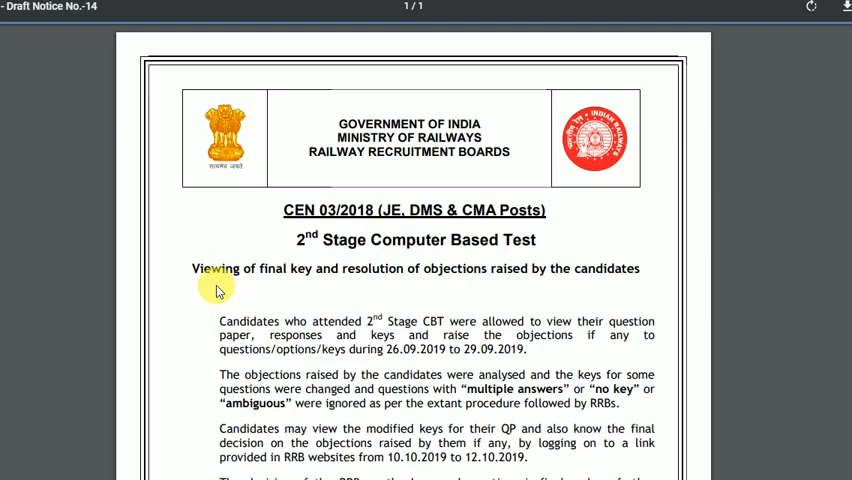 - Draft Notice No.-14
1 / 1
GOVERNMENT OF INDIA
MINISTRY OF RAILWAYS
RAILWAY RECRUITMENT BOARDS
सत्यमेव जयते
INDIAN RAILWAYS
भारतीय रेल
CEN 03/2018 (JE, DMS & CMA Posts)
2nd Stage Computer Based Test
Viewing of final key and resolution of objections raised by the candidates
Candidates who attended 2nd Stage CBT were allowed to view their question
paper, responses and keys and raise the objections if any to
questions/options/keys during 26.09.2019 to 29.09.2019.
The objections raised by the candidates were analysed and the keys for some
questions were changed and questions with “multiple answers” or “no key” or
“ambiguous” were ignored as per the extant procedure followed by RRBs.
Candidates may view the modified keys for their QP and also know the final
decision on the objections raised by them if any, by logging on to a link
provided in RRB websites from 10.10.2019 to 12.10.2019.